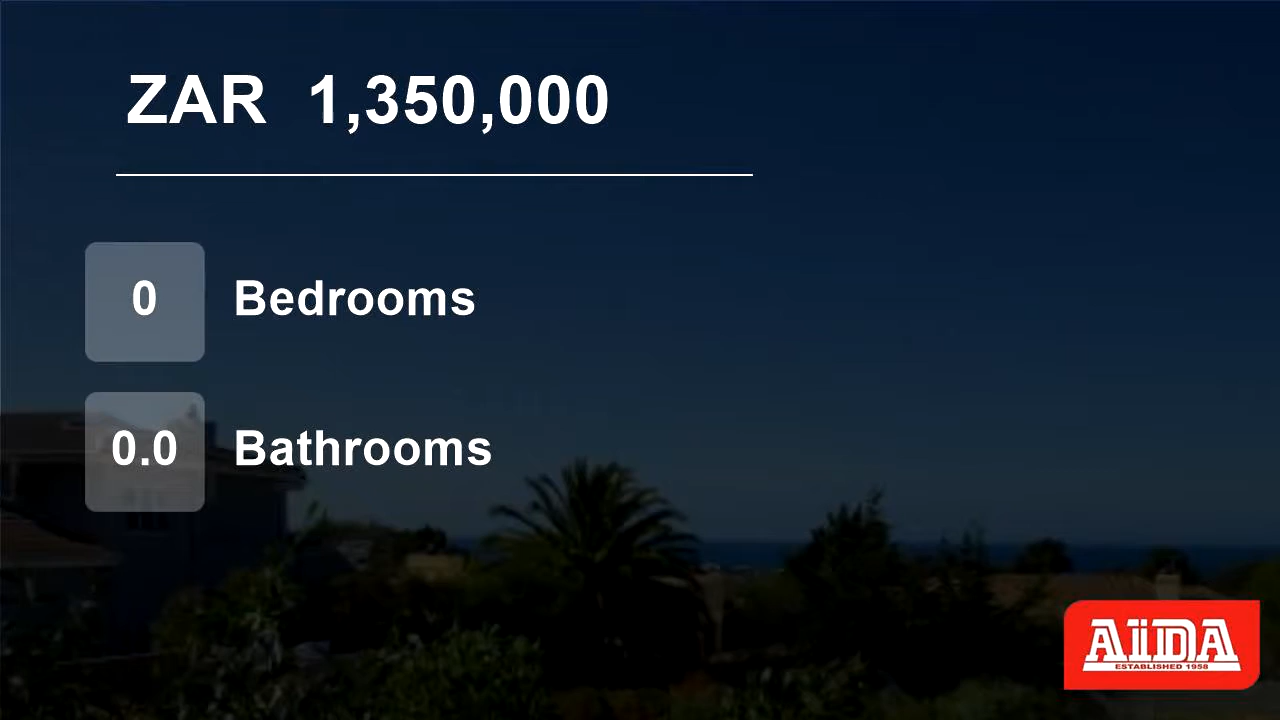 ZAR 1,350,000
0 Bedrooms
0.0 Bathrooms
AIDA
ESTABLISHED 1958